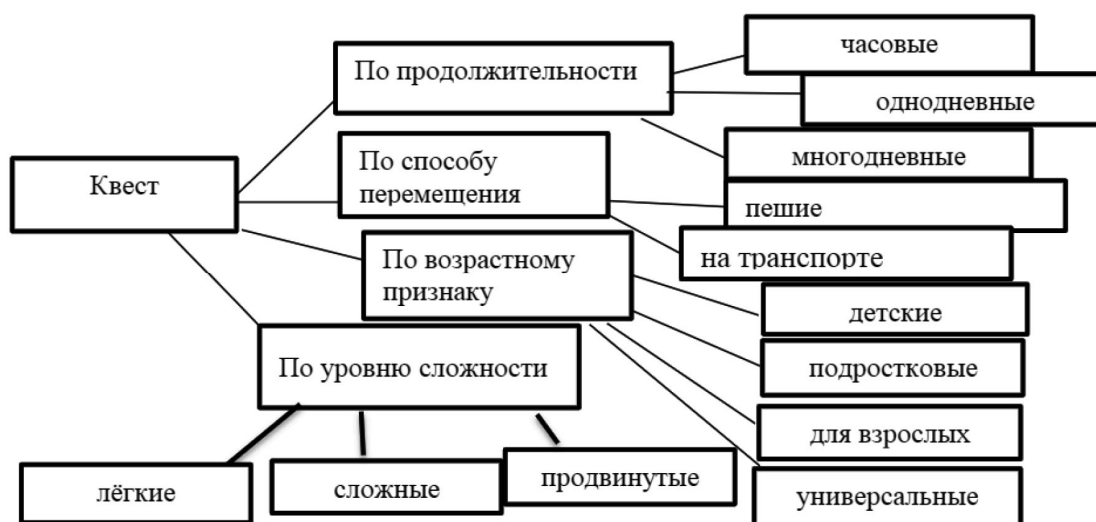 Квест
По продолжительности
часовые
однодневные
многодневные
По способу
перемещения
пешие
на транспорте
По возрастному
признаку
детские
подростковые
для взрослых
универсальные
По уровню сложности
лёгкие
сложные
продвинутые